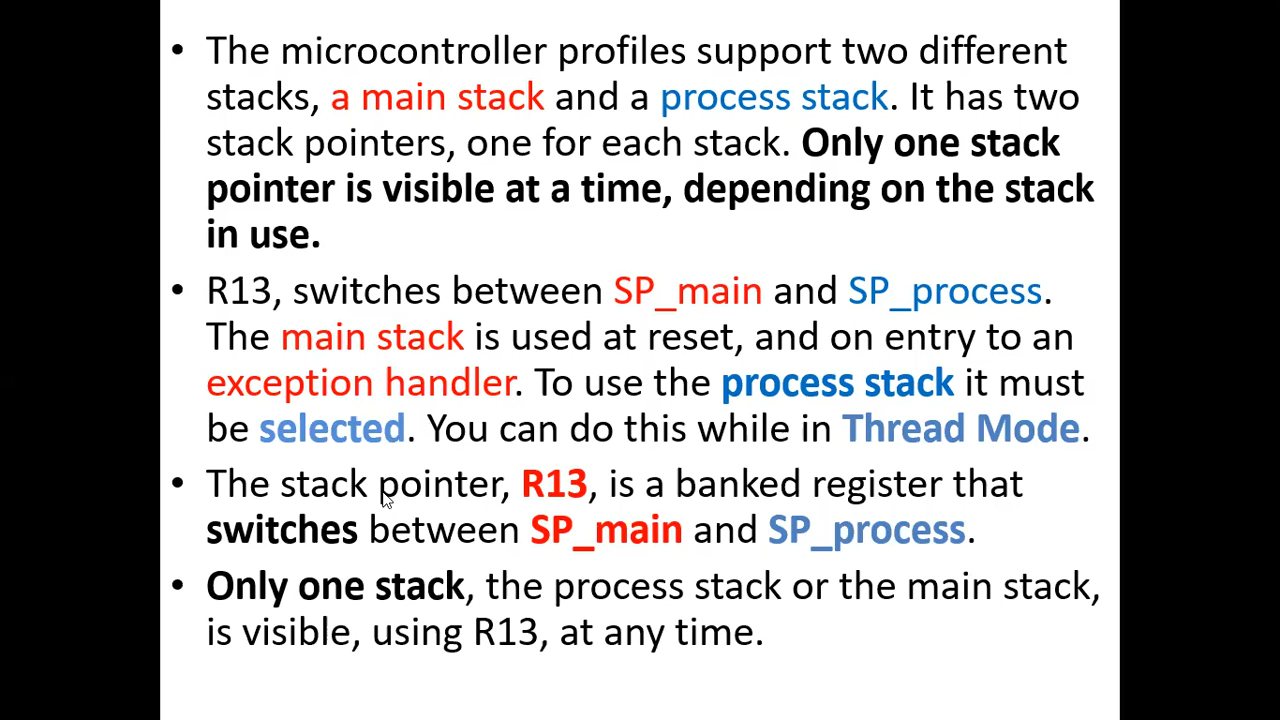 • The microcontroller profiles support two different
stacks, a main stack and a process stack. It has two
stack pointers, one for each stack. Only one stack
pointer is visible at a time, depending on the stack
in use.
• R13, switches between SP_main and SP_process.
The main stack is used at reset, and on entry to an
exception handler. To use the process stack it must
be selected. You can do this while in Thread Mode.
• The stack pointer, R13, is a banked register that
switches between SP_main and SP_process.
• Only one stack, the process stack or the main stack,
is visible, using R13, at any time.